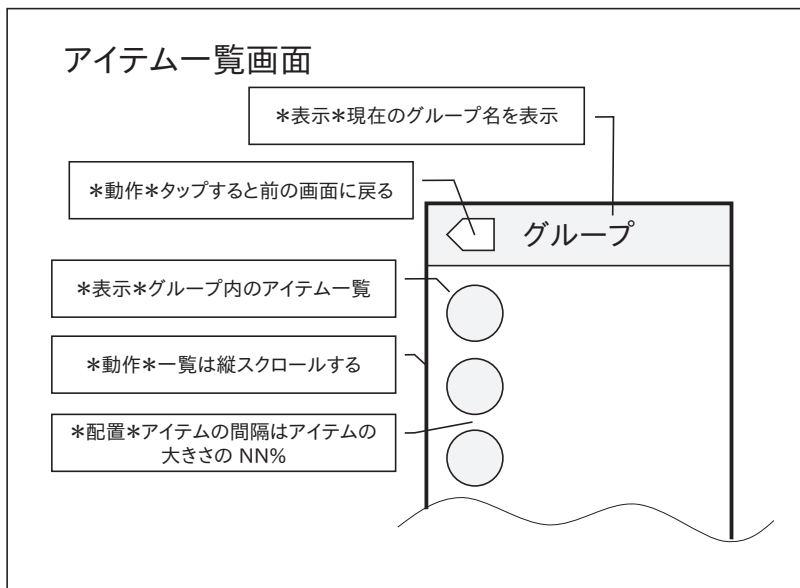 アイテム一覧画面
＊表示＊現在のグループ名を表示
＊動作＊タップすると前の画面に戻る
グループ
＊表示＊グループ内のアイテム一覧
＊動作＊一覧は縦スクロールする
＊配置＊アイテムの間隔はアイテムの
大きさの NN%